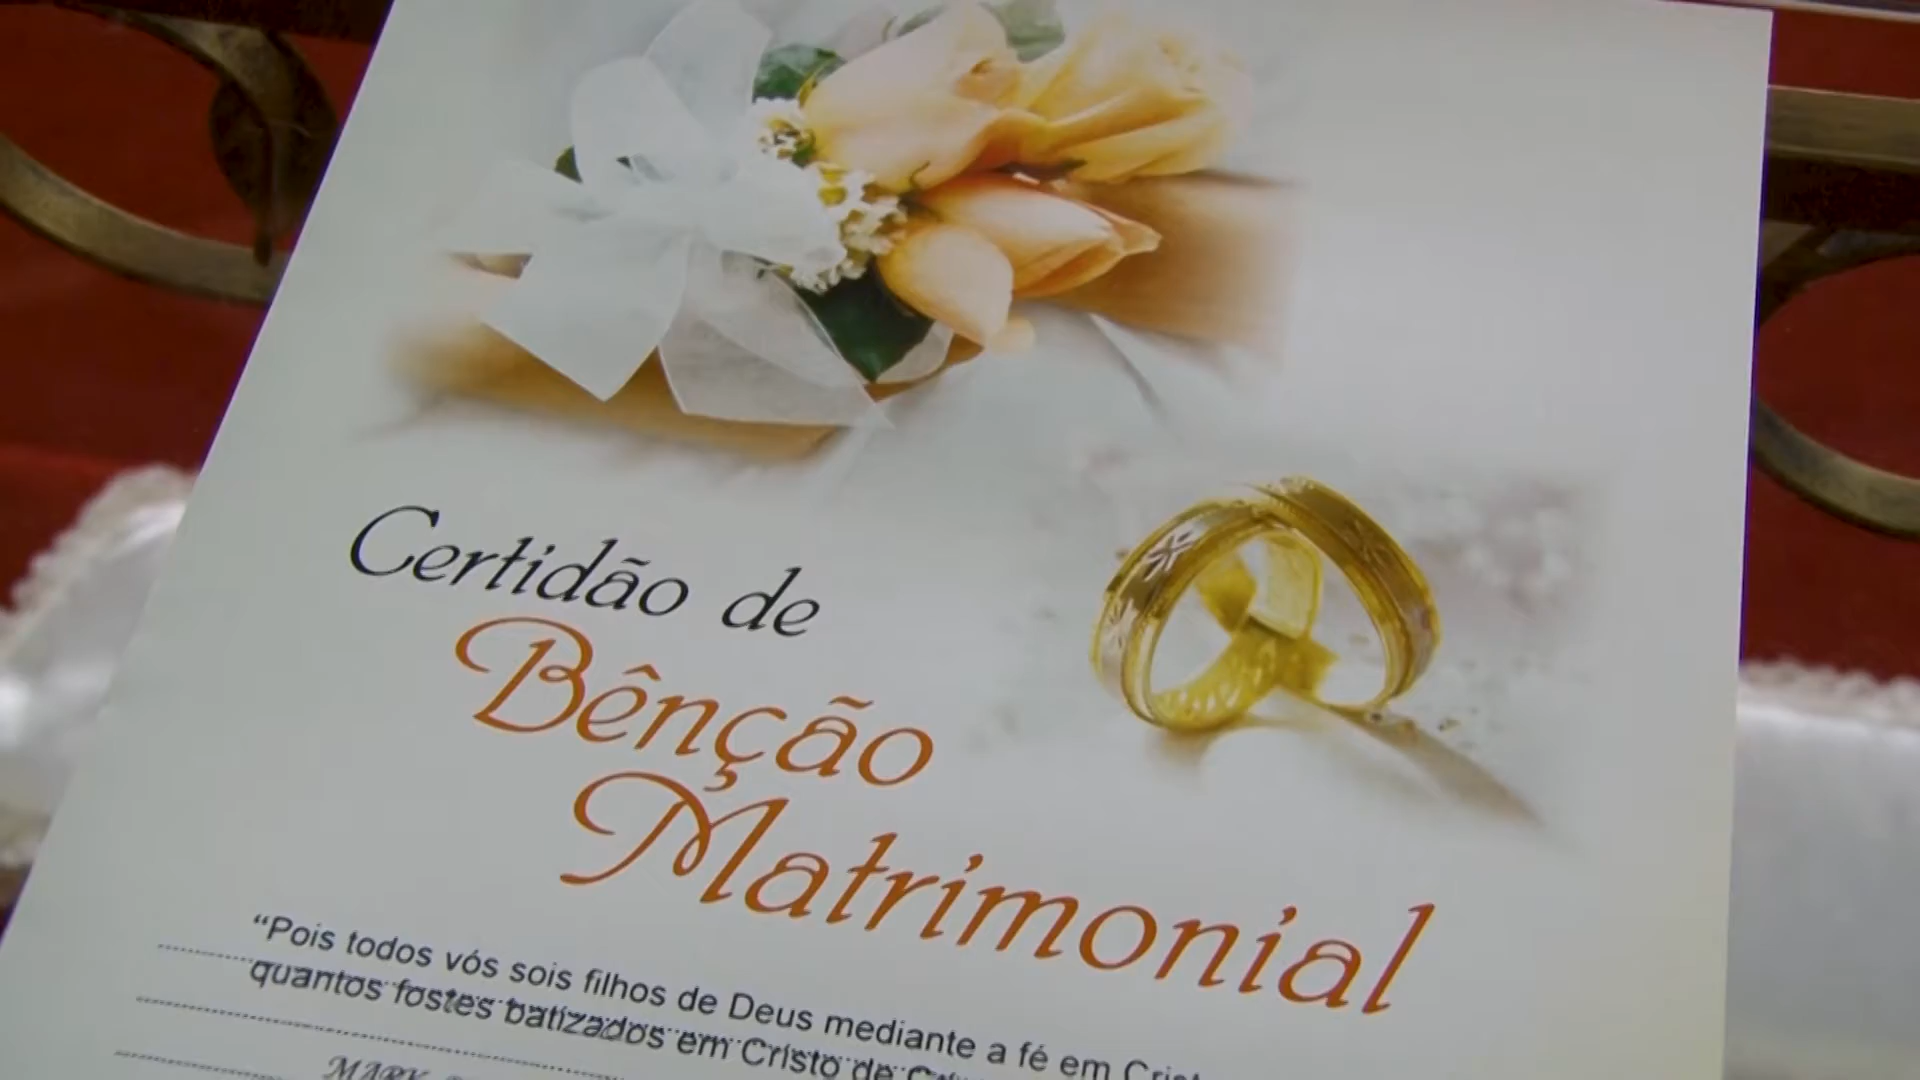 Certidão de
Bênção
Matrimonial
“Pois todos vós sois filhos de Deus mediante a fé em
quantos fostes batizados em Cristo de
MARK